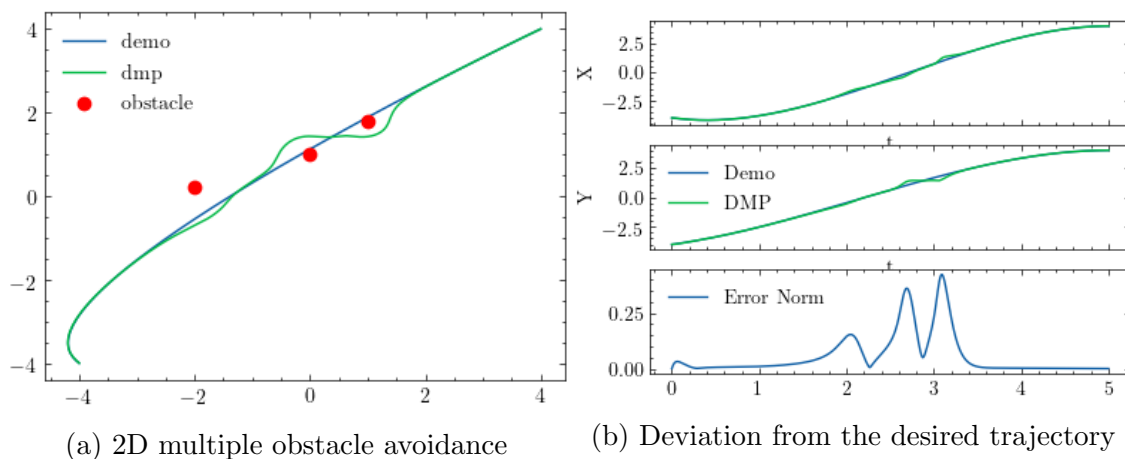 4
2
0
−2
−4
demo
dmp
obstacle
−4
−2
0
2
4
(a) 2D multiple obstacle avoidance
X
2.5
0.0
−2.5
t
Y
2.5
0.0
−2.5
Demo
DMP
t
0.25
0.00
Error Norm
0
1
2
3
4
5
(b) Deviation from the desired trajectory